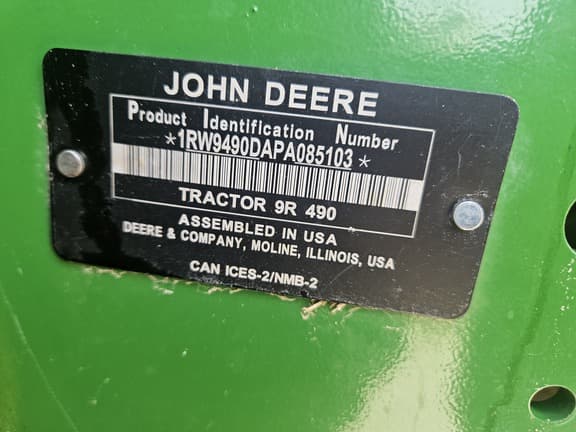 JOHN DEERE
Product Identification Number
*1RW9490DAPA085103*
TRACTOR 9R 490
ASSEMBLED IN USA
DEERE & COMPANY, MOLINE, ILLINOIS, USA
CAN ICES-2/NMB-2